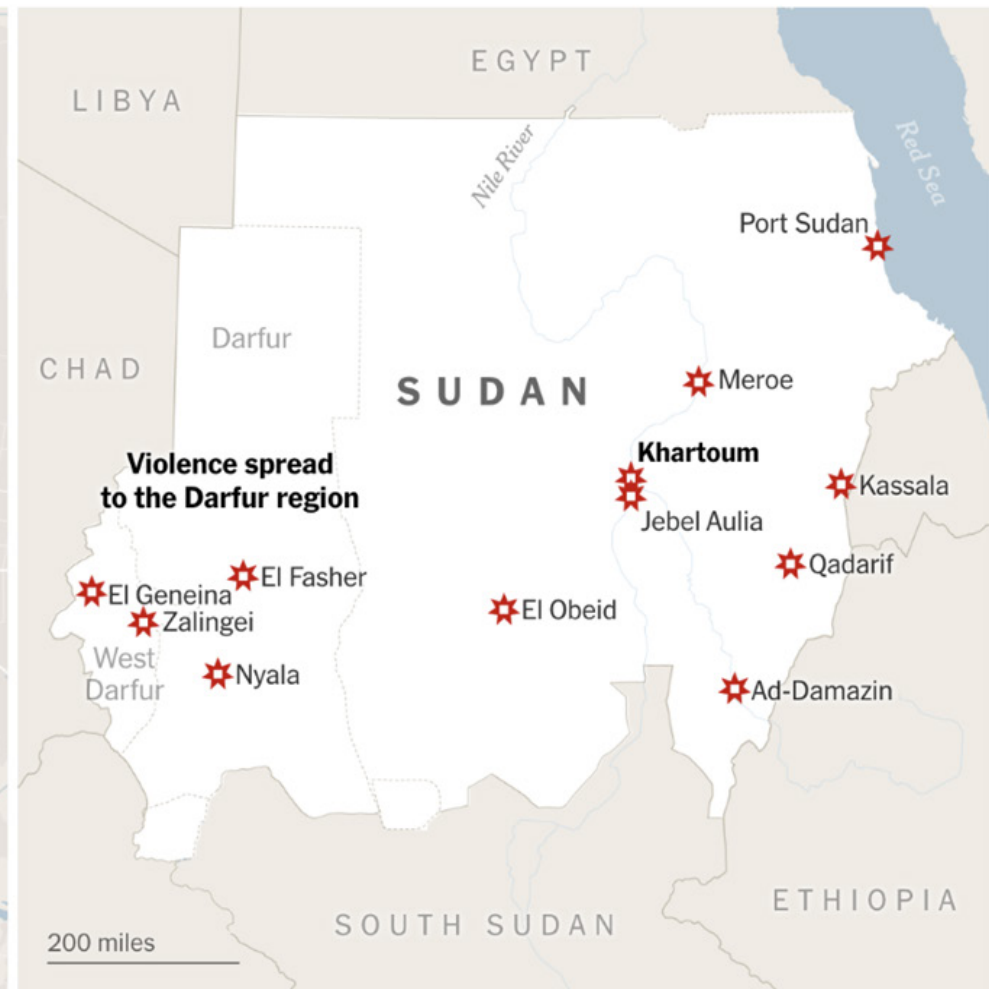 EGYPT
LIBYA
Nile River
Red Sea
Port Sudan
Darfur
CHAD
SUDAN
Meroe
Violence spread
to the Darfur region
Khartoum
Kassala
Jebel Aulia
Qadarif
El Fasher
El Geneina
El Obeid
Zalingei
West
Darfur
Nyala
Ad-Damazin
ETHIOPIA
SOUTH SUDAN
200 miles